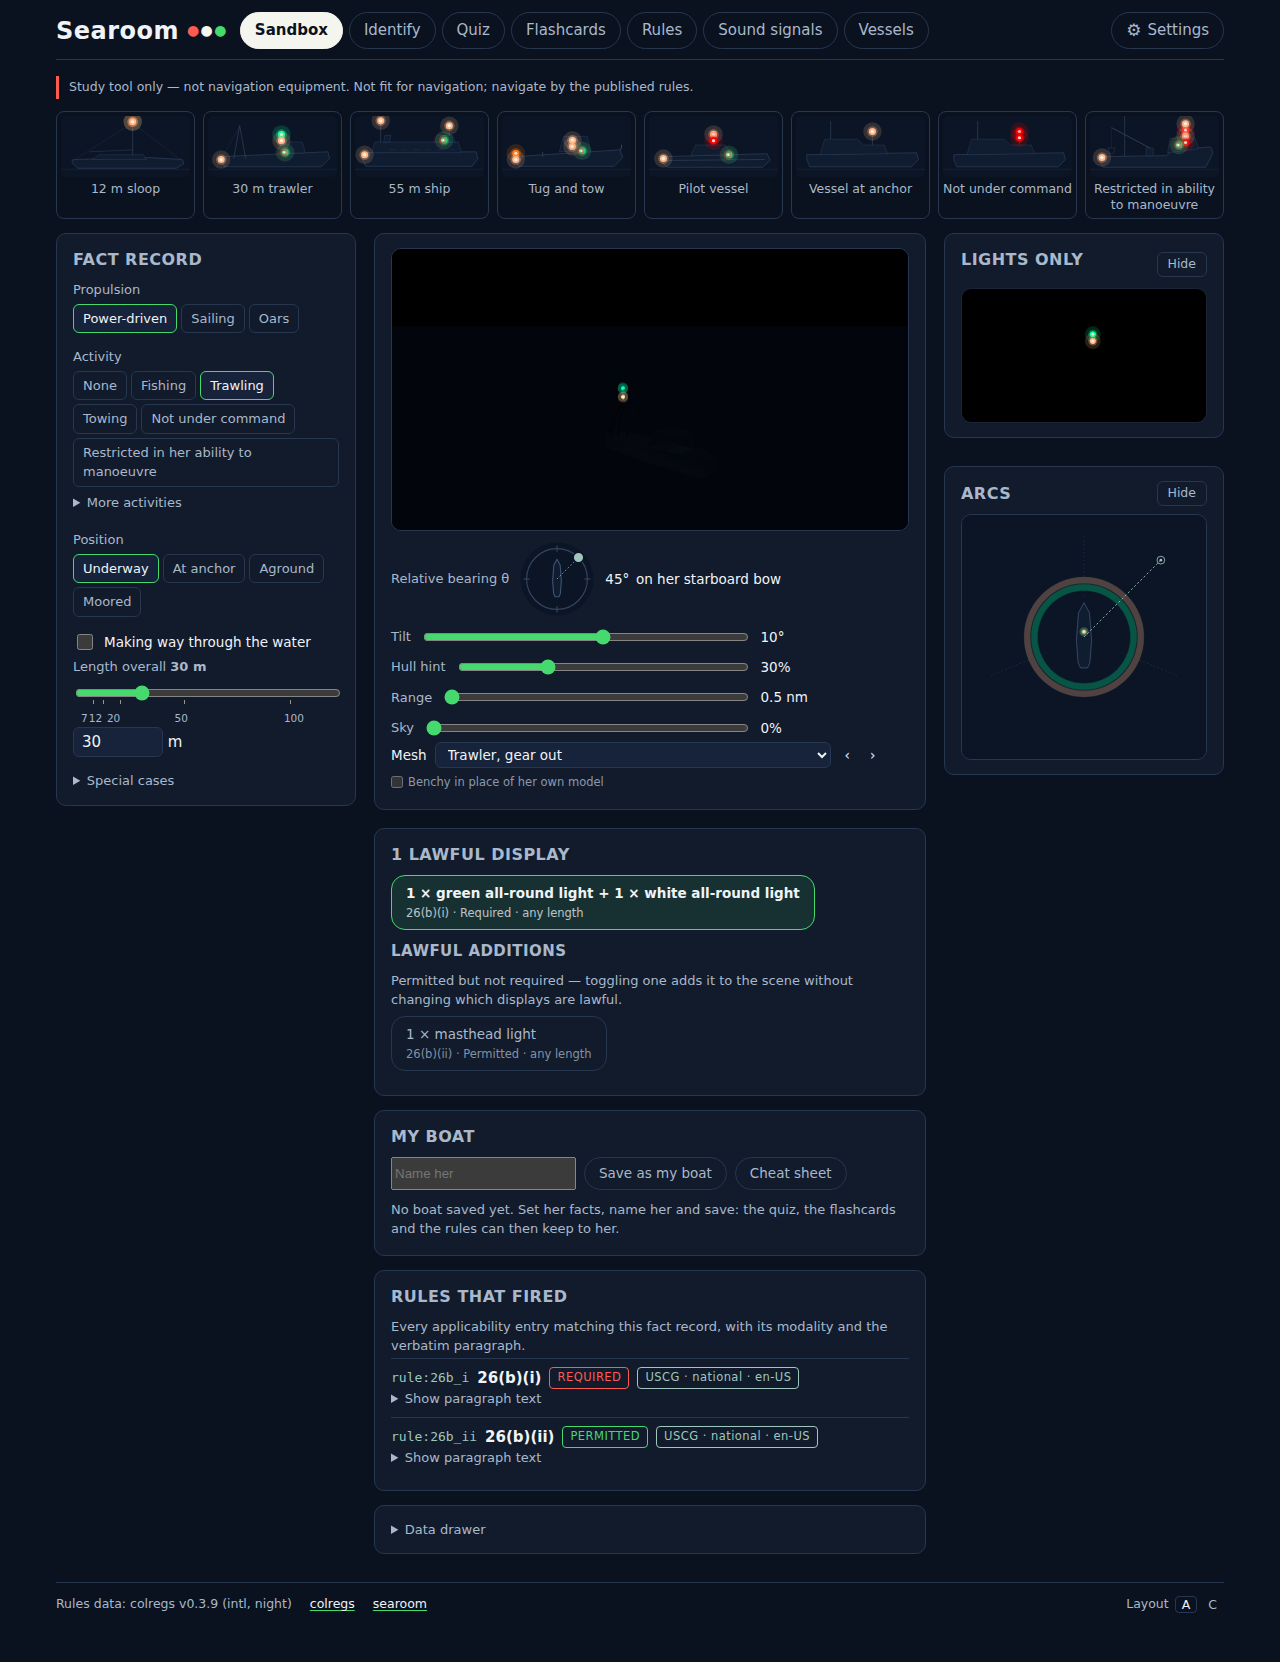 Searoom
Sandbox
Identify
Quiz
Flashcards
Rules
Sound signals
Vessels
⚙ Settings
Study tool only — not navigation equipment. Not fit for navigation; navigate by the published rules.
12 m sloop
30 m trawler
55 m ship
Tug and tow
Pilot vessel
Vessel at anchor
Not under command
Restricted in ability
to manoeuvre
FACT RECORD
Propulsion
Power-driven
Sailing
Oars
Activity
None
Fishing
Trawling
Towing
Not under command
Restricted in her ability to
manoeuvre
▶ More activities
Position
Underway
At anchor
Aground
Moored
Making way through the water
Length overall 30 m
7 12 20 50 100
30 m
▶ Special cases
Relative bearing θ 45° on her starboard bow
Tilt 10°
Hull hint 30%
Range 0.5 nm
Sky 0%
Mesh Trawler, gear out ‹ ›
Benchy in place of her own model
1 LAWFUL DISPLAY
1 × green all-round light + 1 × white all-round light
26(b)(i) · Required · any length
LAWFUL ADDITIONS
Permitted but not required — toggling one adds it to the scene without
changing which displays are lawful.
1 × masthead light
26(b)(ii) · Permitted · any length
MY BOAT
Name her
Save as my boat
Cheat sheet
No boat saved yet. Set her facts, name her and save: the quiz, the flashcards
and the rules can then keep to her.
RULES THAT FIRED
Every applicability entry matching this fact record, with its modality and the
verbatim paragraph.
rule:26b_i 26(b)(i) REQUIRED USCG · national · en-US
▶ Show paragraph text
rule:26b_ii 26(b)(ii) PERMITTED USCG · national · en-US
▶ Show paragraph text
▶ Data drawer
LIGHTS ONLY
Hide
ARCS
Hide
Rules data: colregs v0.3.9 (intl, night) colregs searoom
Layout A C